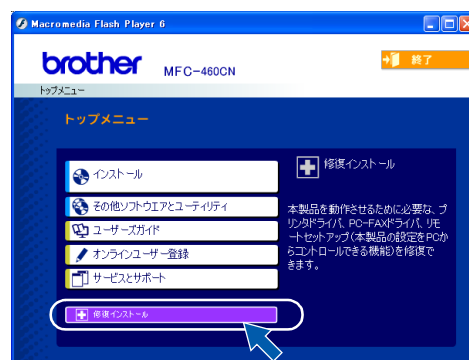 Macromedia Flash Player 6
brother MFC-460CN
終了
トップメニュー
トップメニュー
インストール
その他ソフトウエアとユーティリティ
ユーザーズガイド
オンラインユーザー登録
サービスとサポート
修復インストール
修復インストール
本製品を動作させるために必要な、プ
リンタドライバ、PC-FAXドライバ、リモ
ートセットアップ(本製品の設定をPCか
らコントロールできる機能)を修復で
きます。